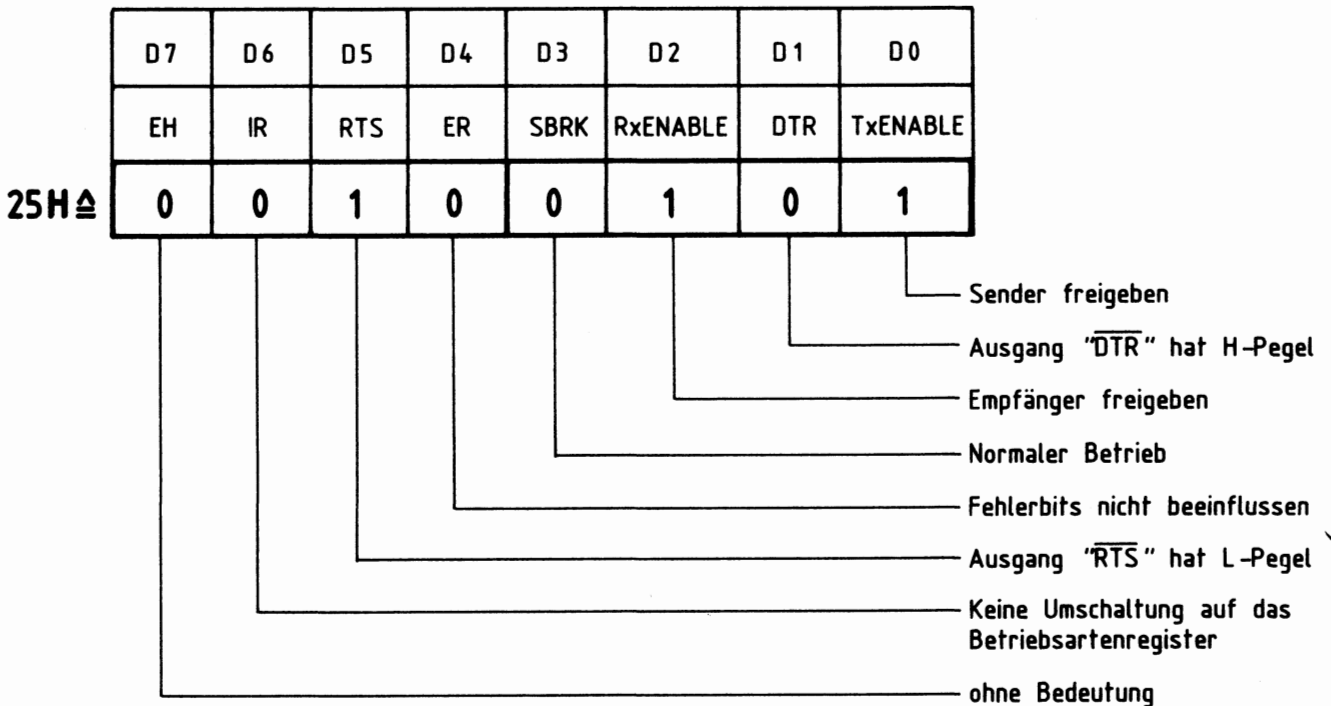 D7 D6 D5 D4 D3 D2 D1 D0
EH IR RTS ER SBRK RxENABLE DTR TxENABLE
25H≙ 0 0 1 0 0 1 0 1
Sender freigeben
Ausgang "D̅T̅R̅" hat H-Pegel
Empfänger freigeben
Normaler Betrieb
Fehlerbits nicht beeinflussen
Ausgang "R̅T̅S̅" hat L-Pegel
Keine Umschaltung auf das
Betriebsartenregister
ohne Bedeutung